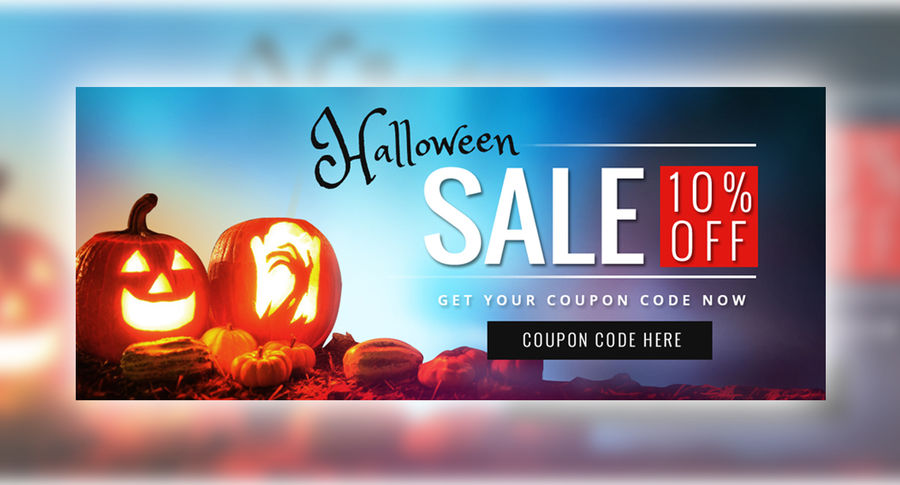 Halloween
SALE
10%
OFF
GET YOUR COUPON CODE NOW
COUPON CODE HERE